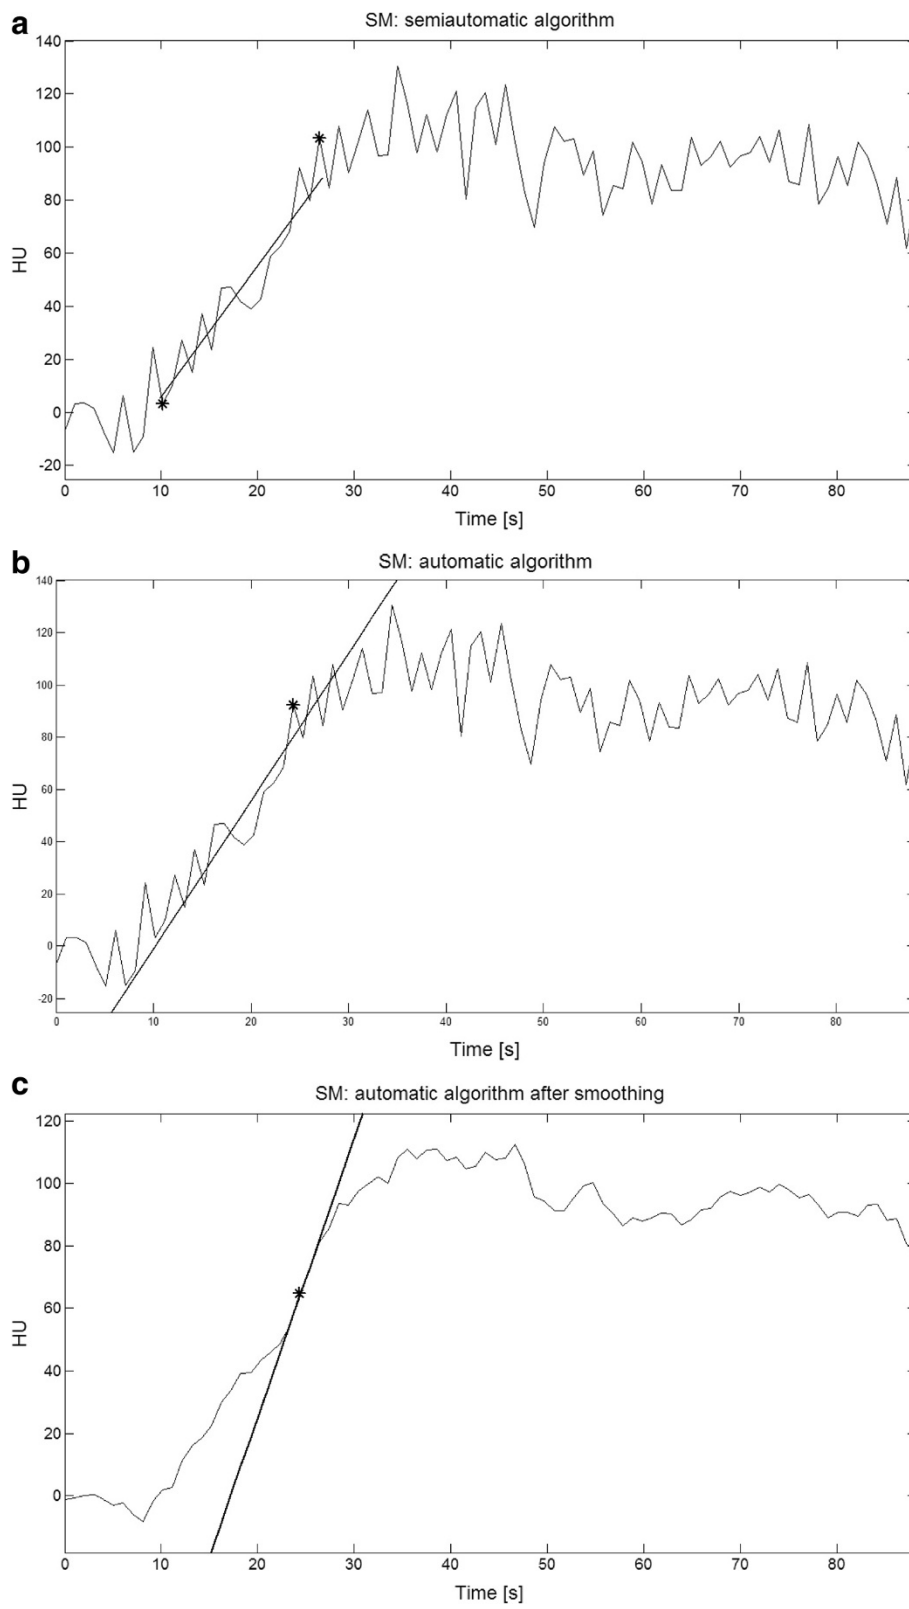 a
SM: semiautomatic algorithm
140
120
100
80
60
40
20
0
-20
HU
0 10 20 30 40 50 60 70 80
Time [s]
b
SM: automatic algorithm
140
120
100
80
60
40
20
0
-20
HU
0 10 20 30 40 50 60 70 80
Time [s]
c
SM: automatic algorithm after smoothing
120
100
80
60
40
20
0
HU
0 10 20 30 40 50 60 70 80
Time [s]